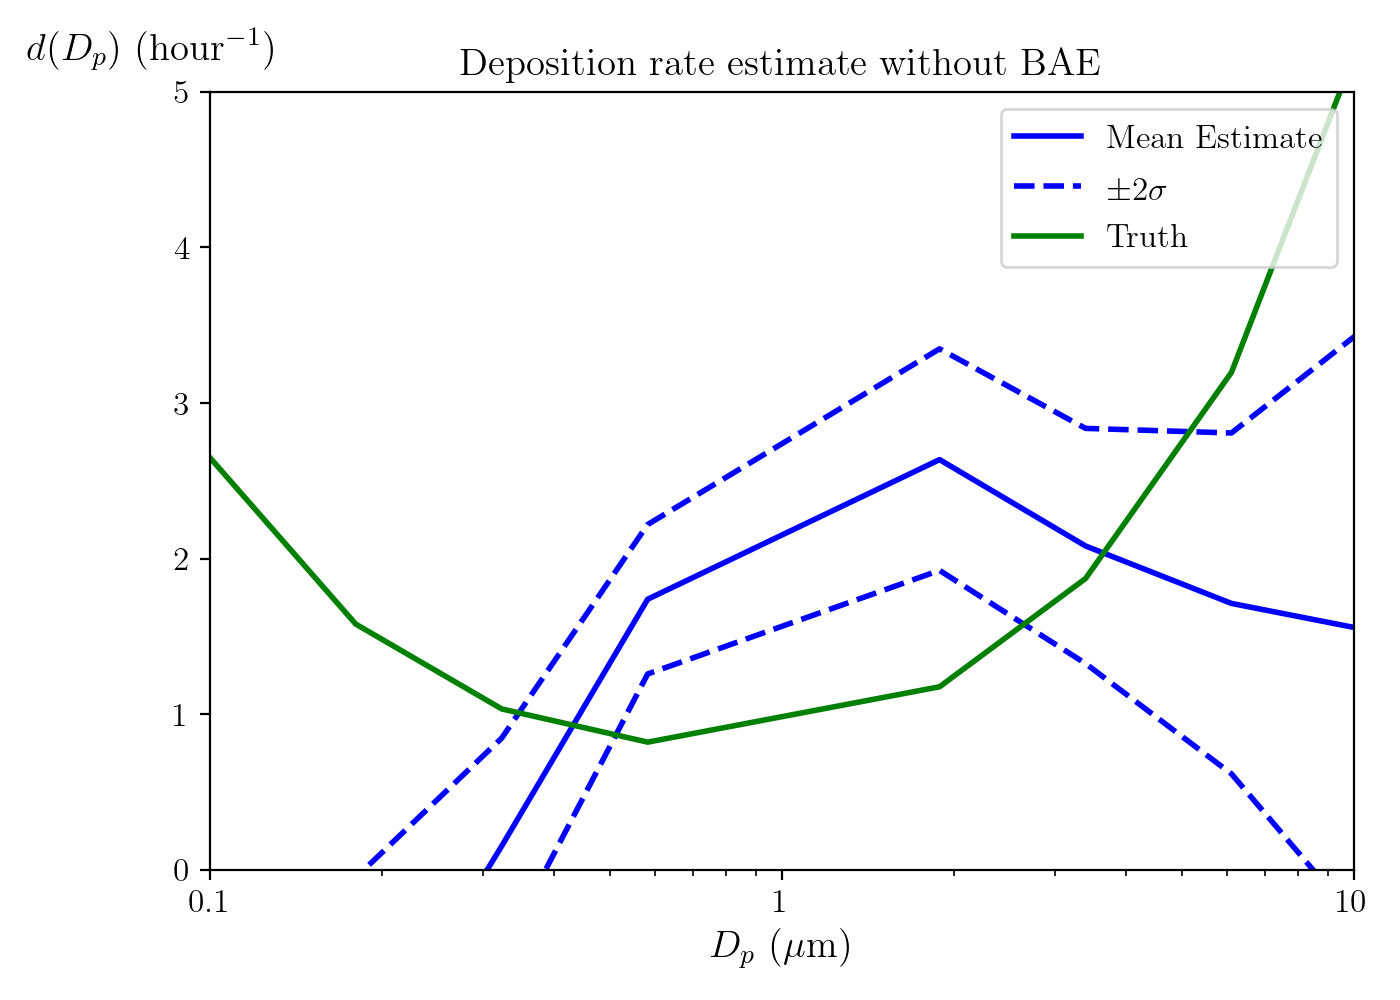 d(D_p) (hour⁻¹)
Deposition rate estimate without BAE
5
4
3
2
1
0
Mean Estimate
±2σ
Truth
0.1
1
10
D_p (μm)